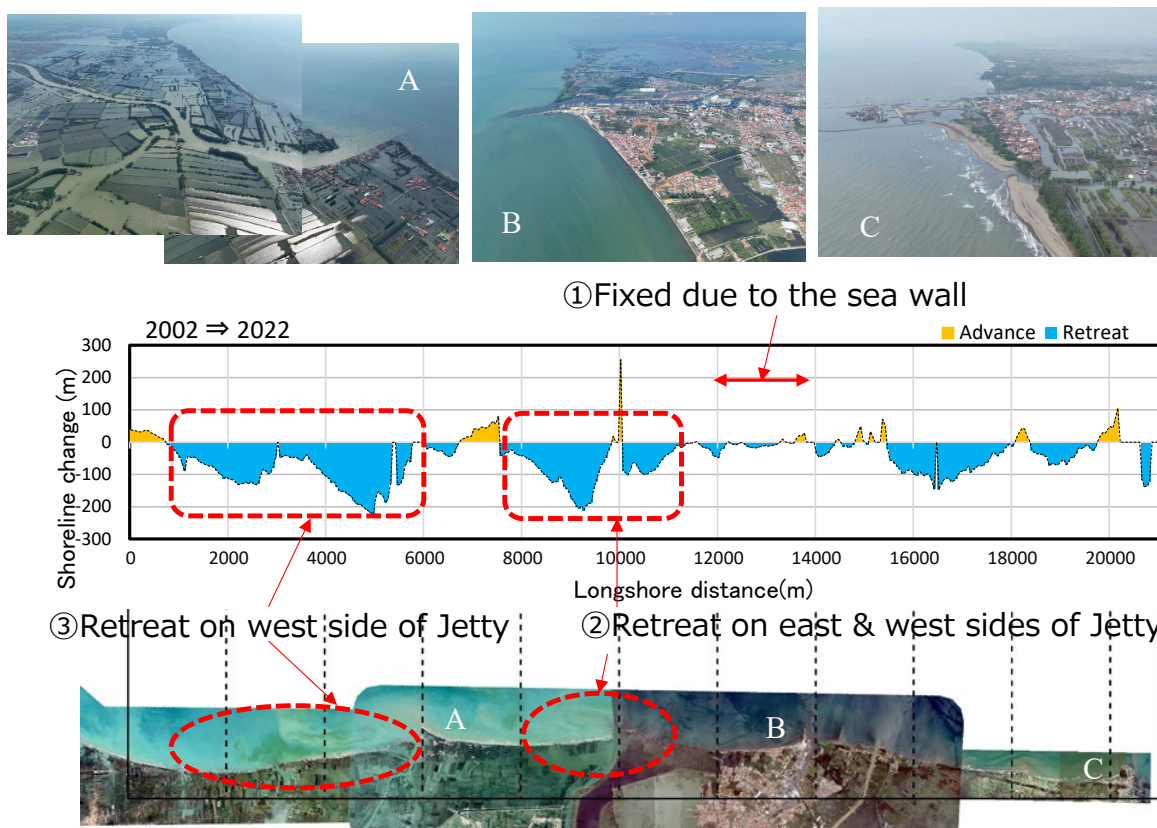 A
B
C
①Fixed due to the sea wall
2002 ⇒ 2022
Advance
Retreat
Shoreline change (m)
300
200
100
0
-100
-200
-300
0
2000
4000
6000
8000
10000
12000
14000
16000
18000
20000
Longshore distance(m)
③Retreat on west side of Jetty
②Retreat on east & west sides of Jetty
A
B
C